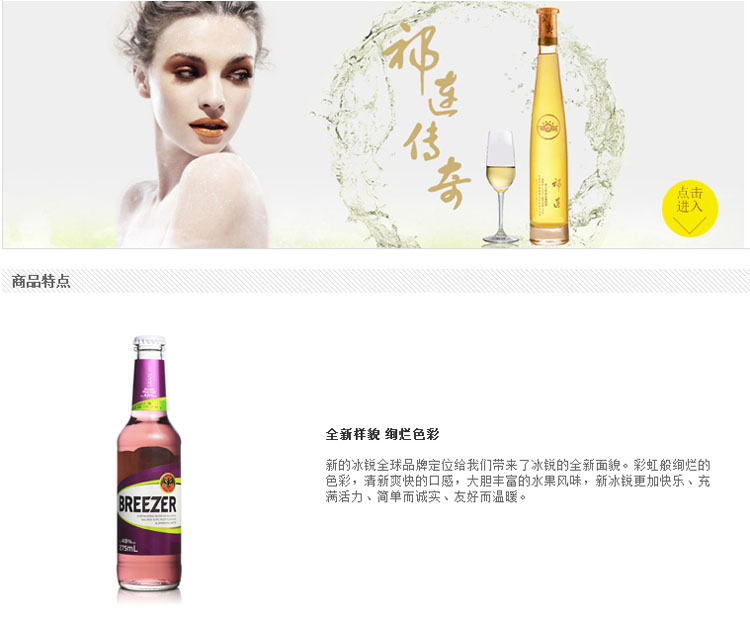 祁连传奇
祁连
点击
进入
商品特点
BREEZER
275mL
全新样貌 绚烂色彩
新的冰锐全球品牌定位给我们带来了冰锐的全新面貌。彩虹般绚烂的
色彩，清新爽快的口感，大胆丰富的水果风味，新冰锐更加快乐、充
满活力、简单而诚实、友好而温暖。